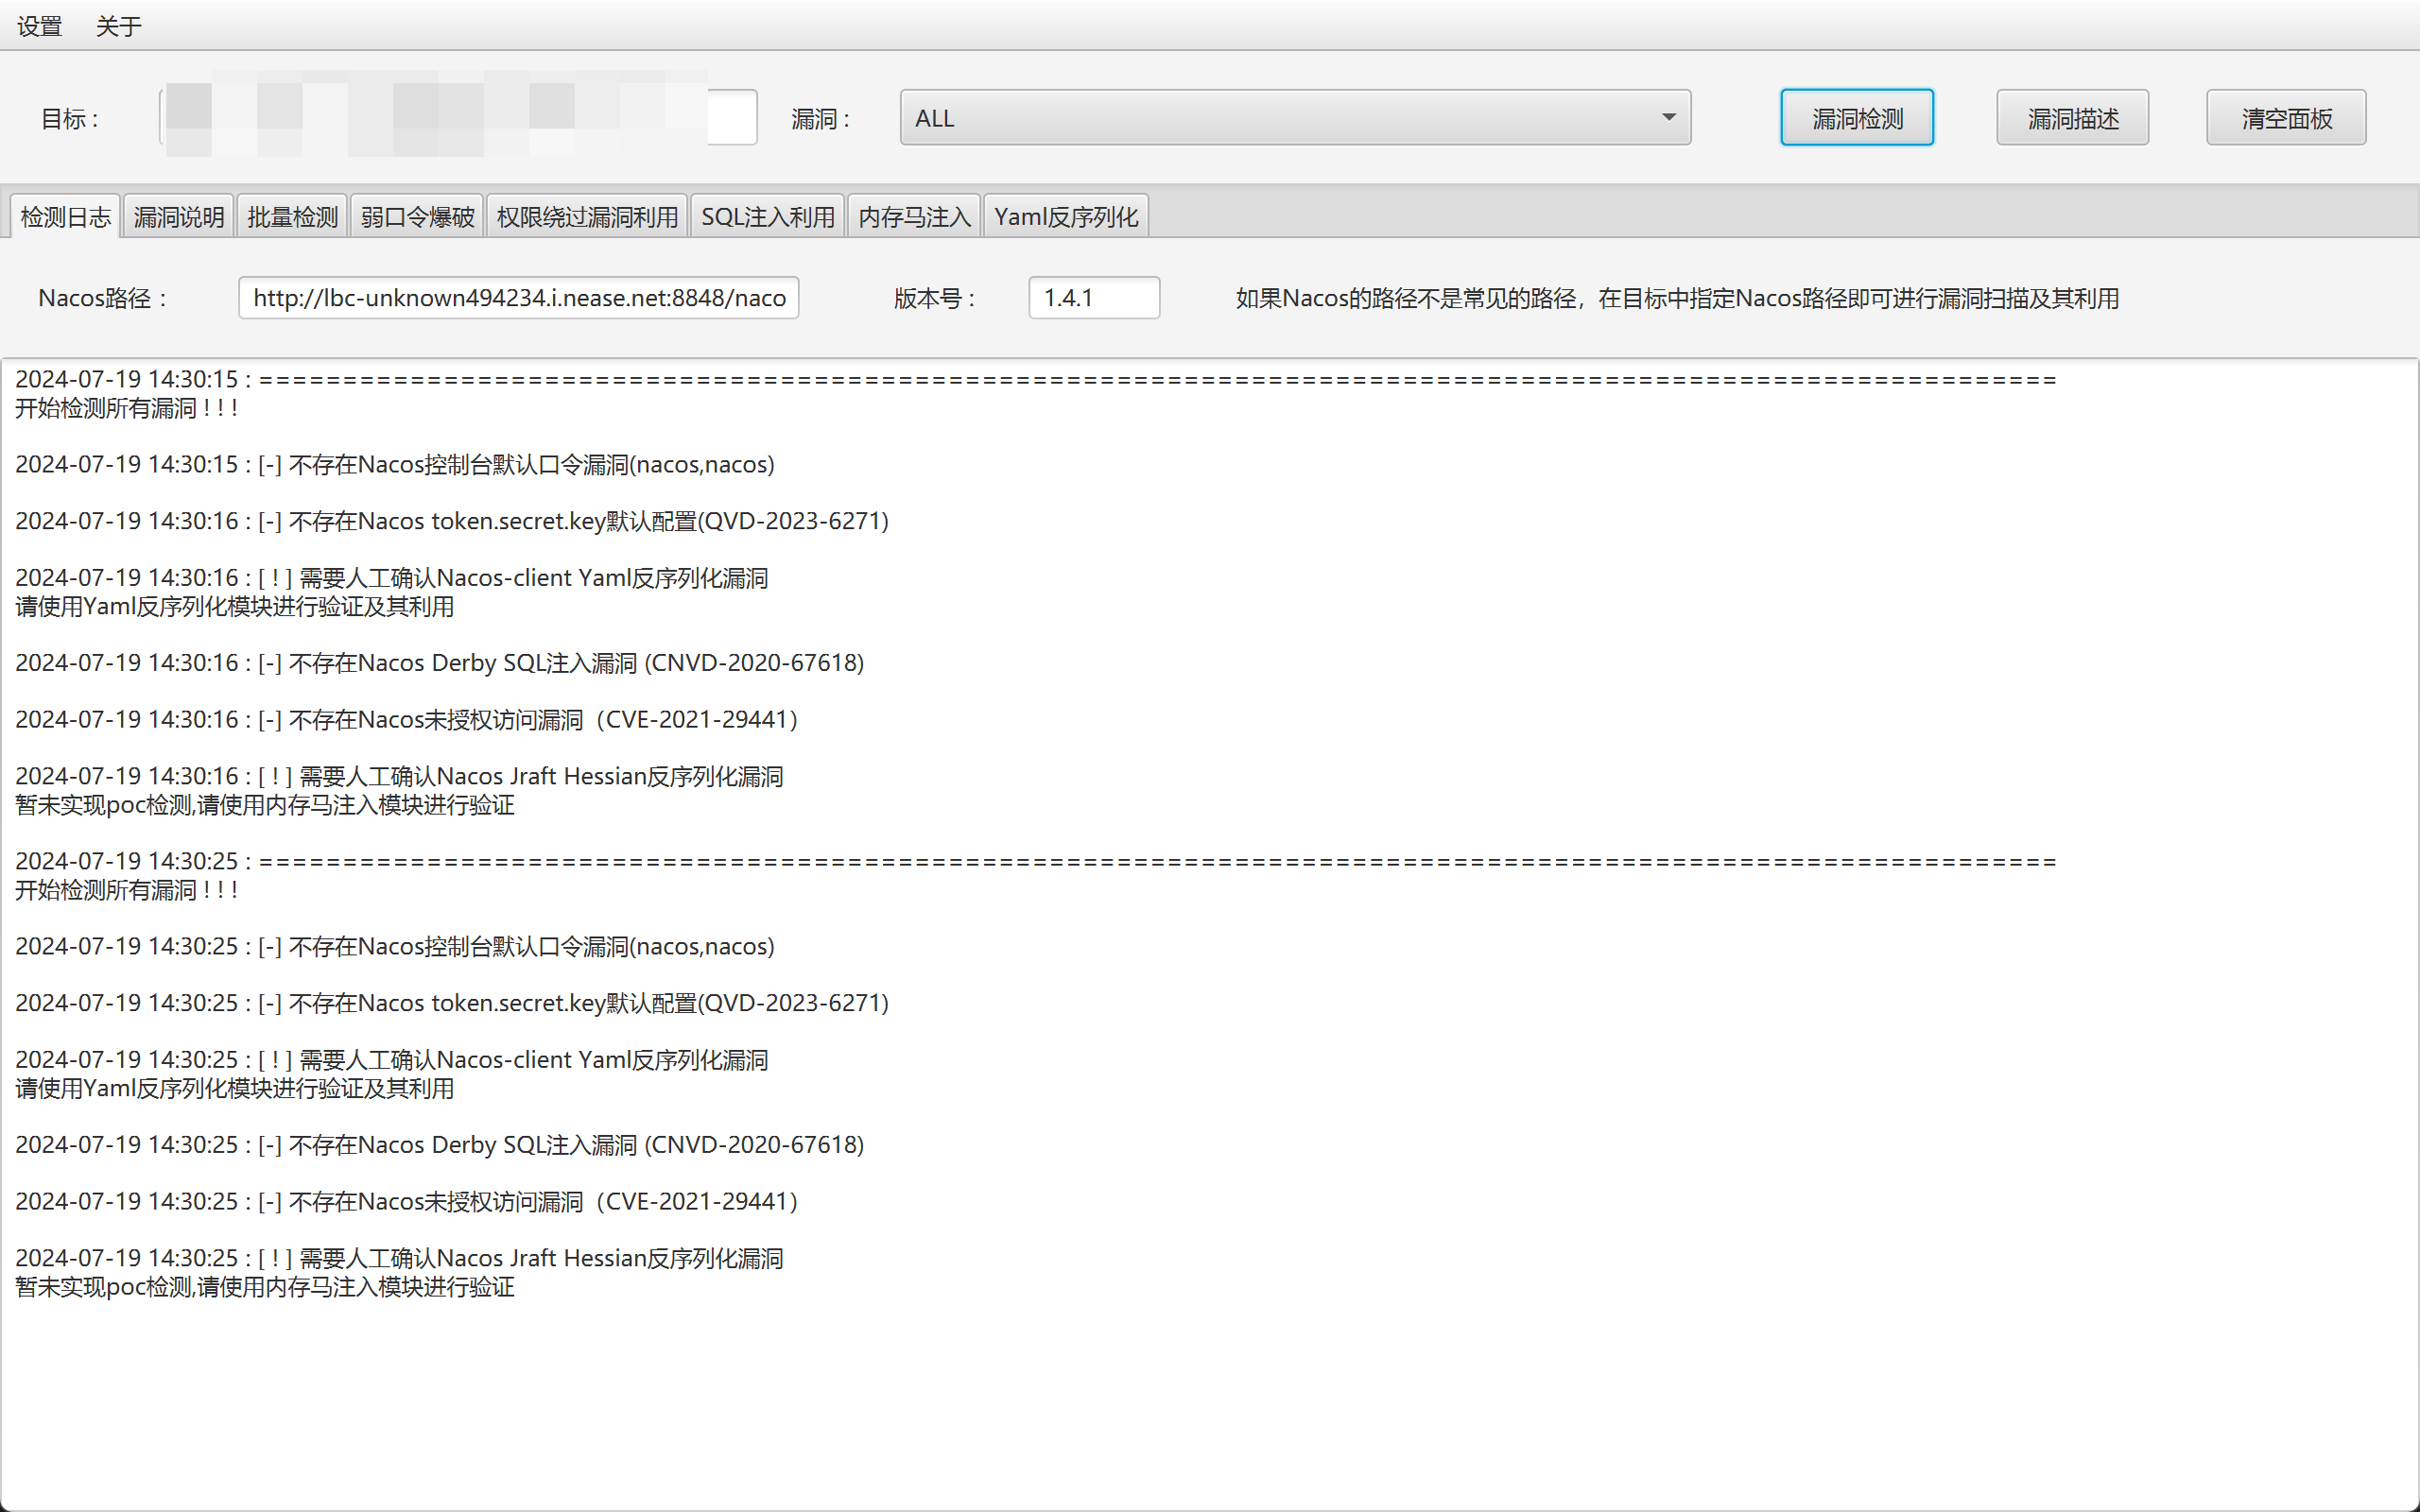 设置 关于
目标 : 漏洞 : ALL 漏洞检测 漏洞描述 清空面板
检测日志 漏洞说明 批量检测 弱口令爆破 权限绕过漏洞利用 SQL注入利用 内存马注入 Yaml反序列化
Nacos路径 : http://lbc-unknown494234.i.nease.net:8848/naco 版本号 : 1.4.1 如果Nacos的路径不是常见的路径，在目标中指定Nacos路径即可进行漏洞扫描及其利用
2024-07-19 14:30:15 : ===========================================================================================================
开始检测所有漏洞 ! ! !
2024-07-19 14:30:15 : [-] 不存在Nacos控制台默认口令漏洞(nacos,nacos)
2024-07-19 14:30:16 : [-] 不存在Nacos token.secret.key默认配置(QVD-2023-6271)
2024-07-19 14:30:16 : [ ! ] 需要人工确认Nacos-client Yaml反序列化漏洞
请使用Yaml反序列化模块进行验证及其利用
2024-07-19 14:30:16 : [-] 不存在Nacos Derby SQL注入漏洞 (CNVD-2020-67618)
2024-07-19 14:30:16 : [-] 不存在Nacos未授权访问漏洞（CVE-2021-29441）
2024-07-19 14:30:16 : [ ! ] 需要人工确认Nacos Jraft Hessian反序列化漏洞
暂未实现poc检测,请使用内存马注入模块进行验证
2024-07-19 14:30:25 : ===========================================================================================================
开始检测所有漏洞 ! ! !
2024-07-19 14:30:25 : [-] 不存在Nacos控制台默认口令漏洞(nacos,nacos)
2024-07-19 14:30:25 : [-] 不存在Nacos token.secret.key默认配置(QVD-2023-6271)
2024-07-19 14:30:25 : [ ! ] 需要人工确认Nacos-client Yaml反序列化漏洞
请使用Yaml反序列化模块进行验证及其利用
2024-07-19 14:30:25 : [-] 不存在Nacos Derby SQL注入漏洞 (CNVD-2020-67618)
2024-07-19 14:30:25 : [-] 不存在Nacos未授权访问漏洞（CVE-2021-29441）
2024-07-19 14:30:25 : [ ! ] 需要人工确认Nacos Jraft Hessian反序列化漏洞
暂未实现poc检测,请使用内存马注入模块进行验证